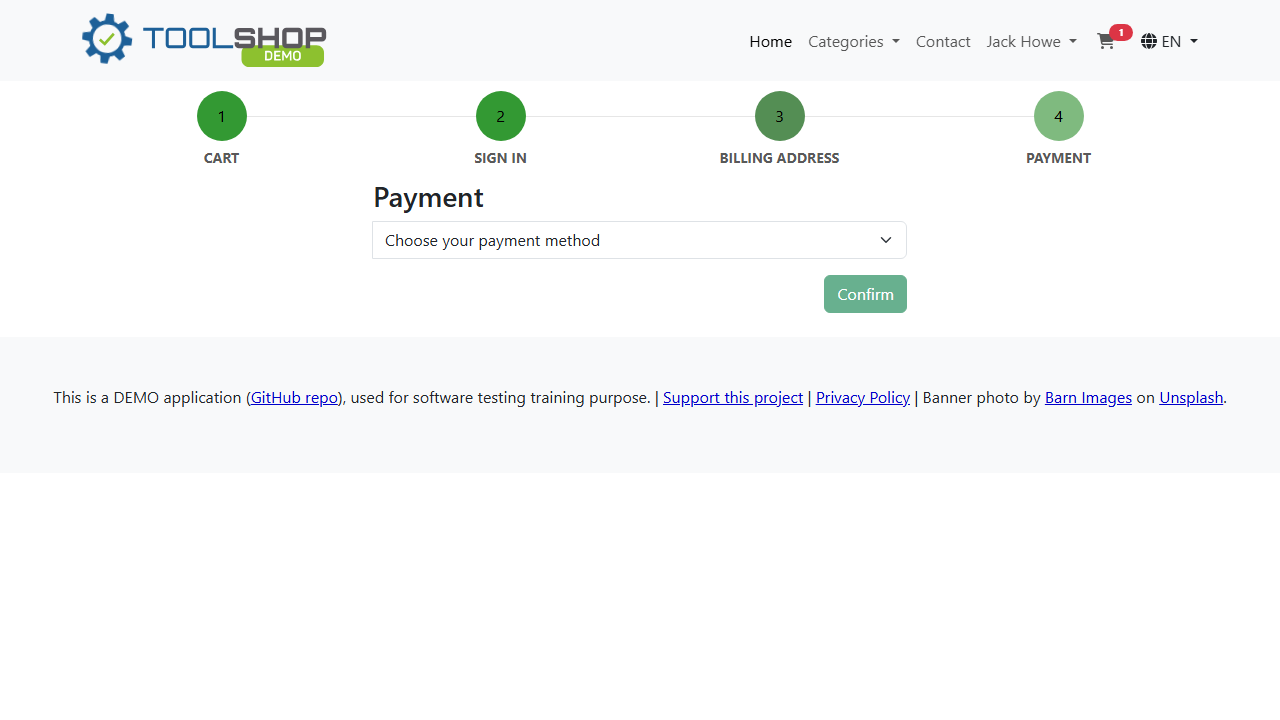 TOOLSHOP
DEMO
Home Categories Contact Jack Howe 1 EN
1 2 3 4
CART SIGN IN BILLING ADDRESS PAYMENT
Payment
Choose your payment method
Confirm
This is a DEMO application (GitHub repo), used for software testing training purpose. | Support this project | Privacy Policy | Banner photo by Barn Images on Unsplash.